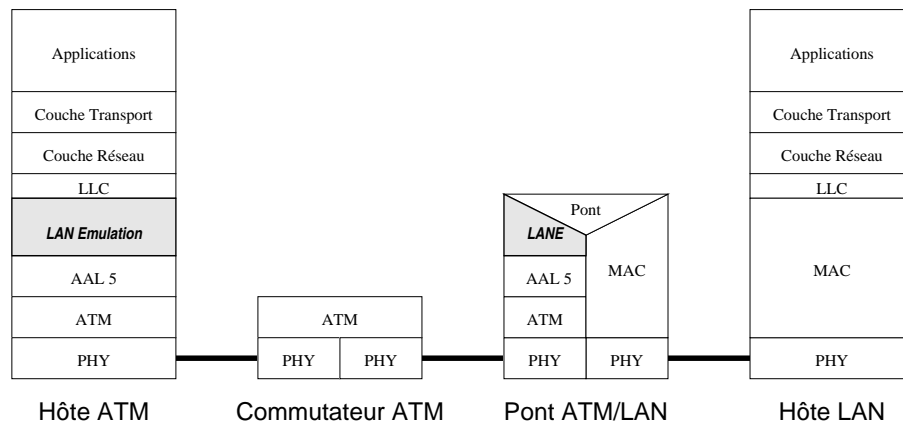 Applications
Couche Transport
Couche Réseau
LLC
LAN Emulation
AAL 5
ATM
PHY
Hôte ATM
ATM
PHY PHY
Commutateur ATM
Pont
LANE
MAC
AAL 5
ATM
PHY PHY
Pont ATM/LAN
Applications
Couche Transport
Couche Réseau
LLC
MAC
PHY
Hôte LAN